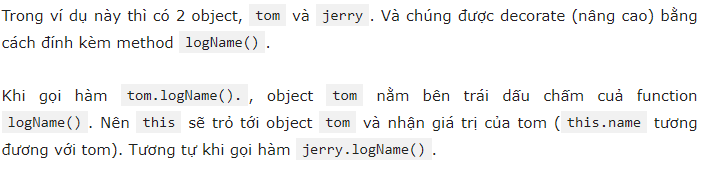 Trong ví dụ này thì có 2 object, tom và jerry. Và chúng được decorate (nâng cao) bằng
cách đính kèm method logName().
Khi gọi hàm tom.logName()., object tom nằm bên trái dấu chấm cuả function
logName(). Nên this sẽ trỏ tới object tom và nhận giá trị của tom (this.name tương
đương với tom). Tương tự khi gọi hàm jerry.logName().